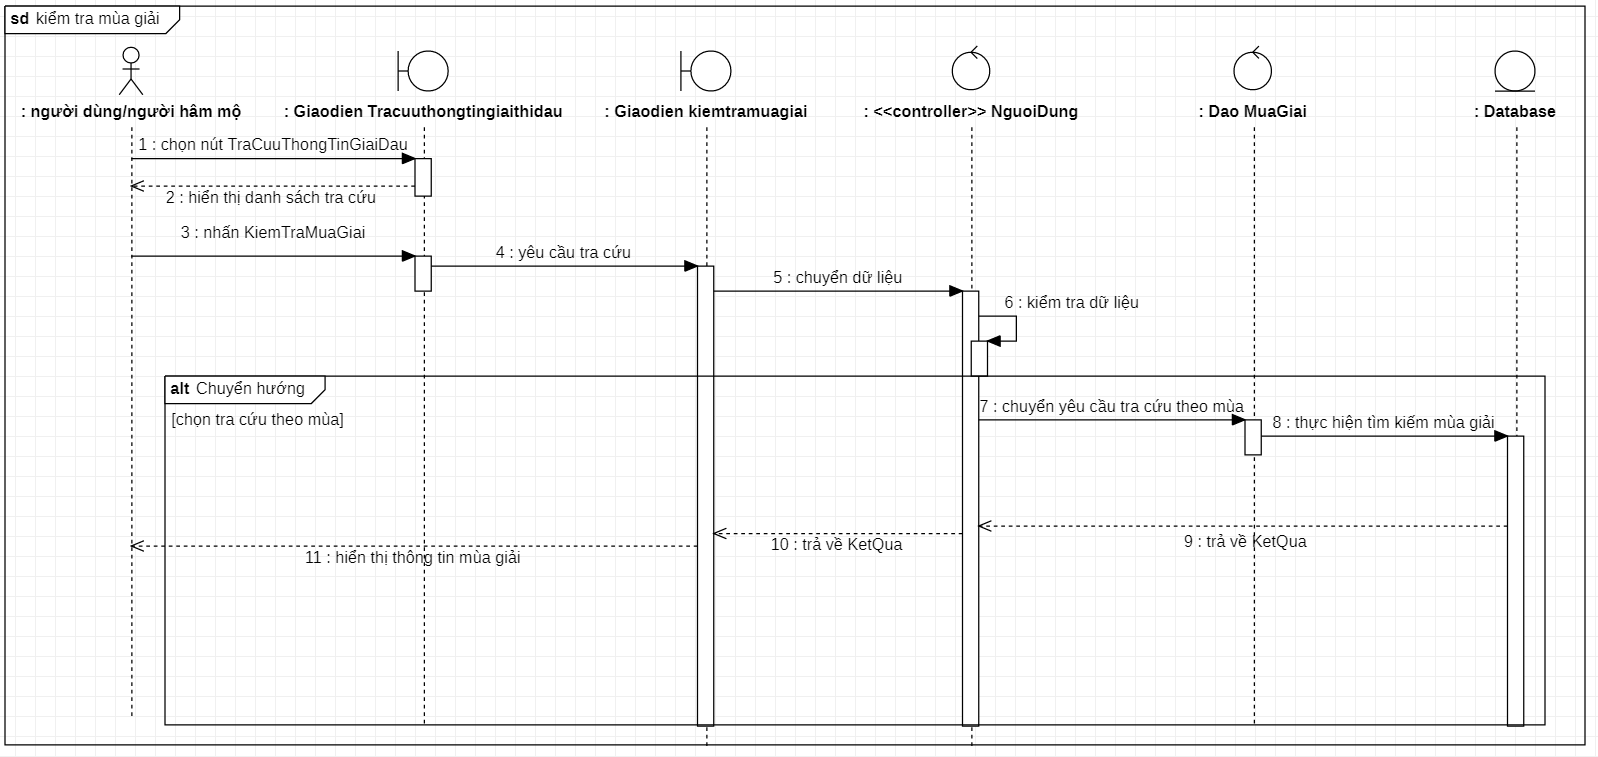 sd kiểm tra mùa giải
: người dùng/người hâm mộ
: Giaodien Tracuuthongtingiaithidau
: Giaodien kiemtramuagiai
: <<controller>> NguoiDung
: Dao MuaGiai
: Database
1 : chọn nút TraCuuThongTinGiaiDau
2 : hiển thị danh sách tra cứu
3 : nhấn KiemTraMuaGiai
4 : yêu cầu tra cứu
5 : chuyển dữ liệu
6 : kiểm tra dữ liệu
alt Chuyển hướng
[chọn tra cứu theo mùa]
7 : chuyển yêu cầu tra cứu theo mùa
8 : thực hiện tìm kiếm mùa giải
9 : trả về KetQua
10 : trả về KetQua
11 : hiển thị thông tin mùa giải